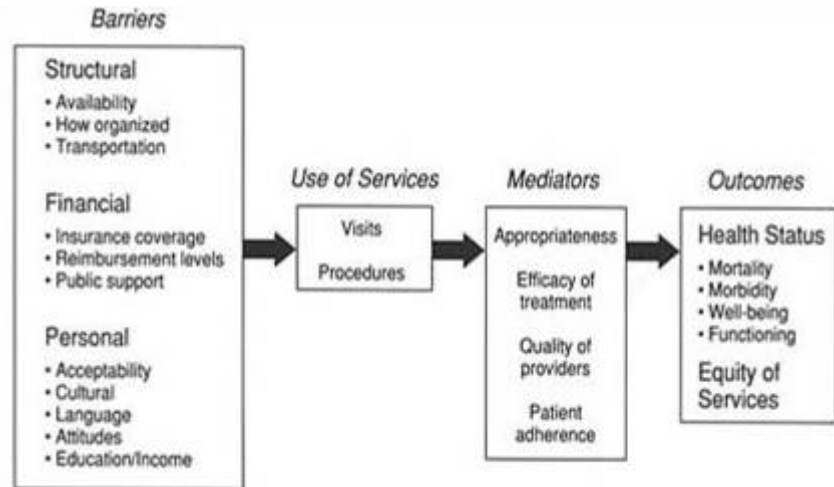 Barriers
Structural
• Availability
• How organized
• Transportation
Financial
• Insurance coverage
• Reimbursement levels
• Public support
Personal
• Acceptability
• Cultural
• Language
• Attitudes
• Education/Income
Use of Services
Visits
Procedures
Mediators
Appropriateness
Efficacy of
treatment
Quality of
providers
Patient
adherence
Outcomes
Health Status
• Mortality
• Morbidity
• Well-being
• Functioning
Equity of
Services